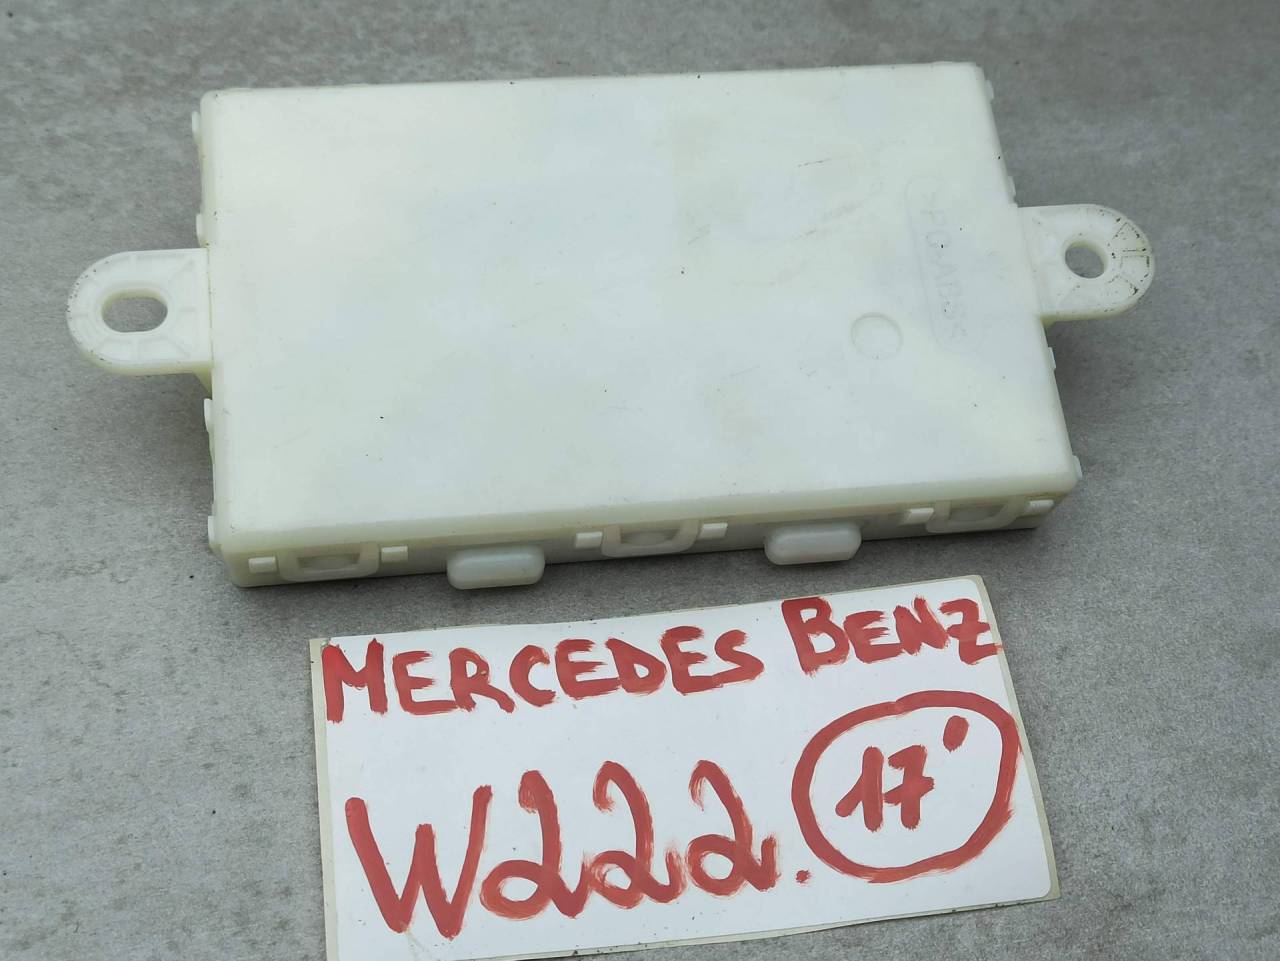 MERCEDES BENZ
W222. 17'